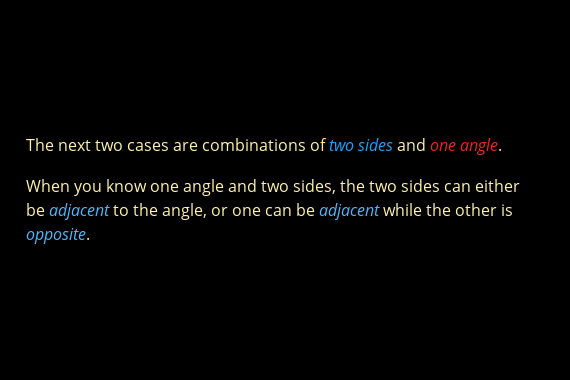 The next two cases are combinations of two sides and one angle.
When you know one angle and two sides, the two sides can either
be adjacent to the angle, or one can be adjacent while the other is
opposite.